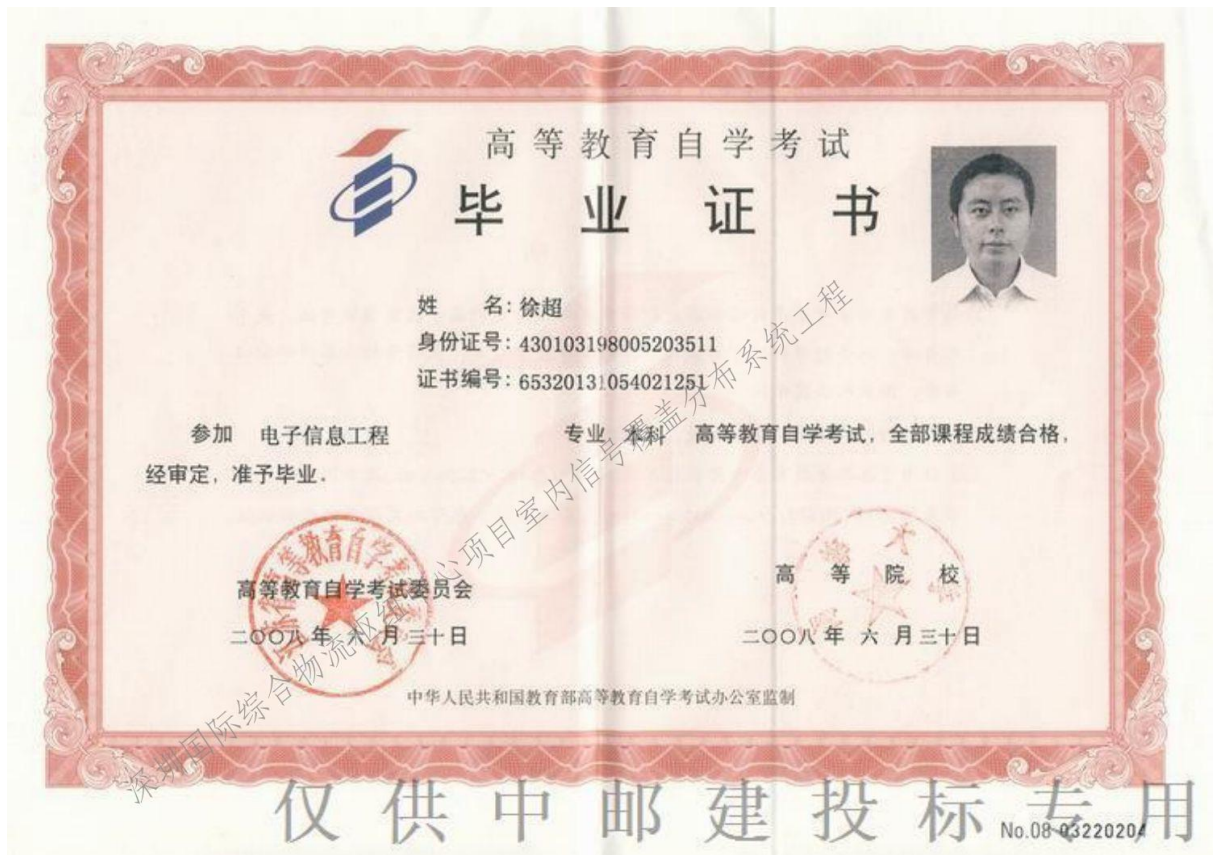 高等教育自学考试
毕业证书
姓 名：徐超
身份证号：430103198005203511
证书编号：65320131054021251
参加 电子信息工程 专业 本科 高等教育自学考试，全部课程成绩合格，
经审定，准予毕业．
高等教育自学考试委员会
高等院校
二〇〇八年 六 月三十日
二〇〇八年 六 月三十日
中华人民共和国教育部高等教育自学考试办公室监制
深圳国际综合物流枢纽中心项目室内信号覆盖分布系统工程
仅供中邮建投标专用
No.08 03220204